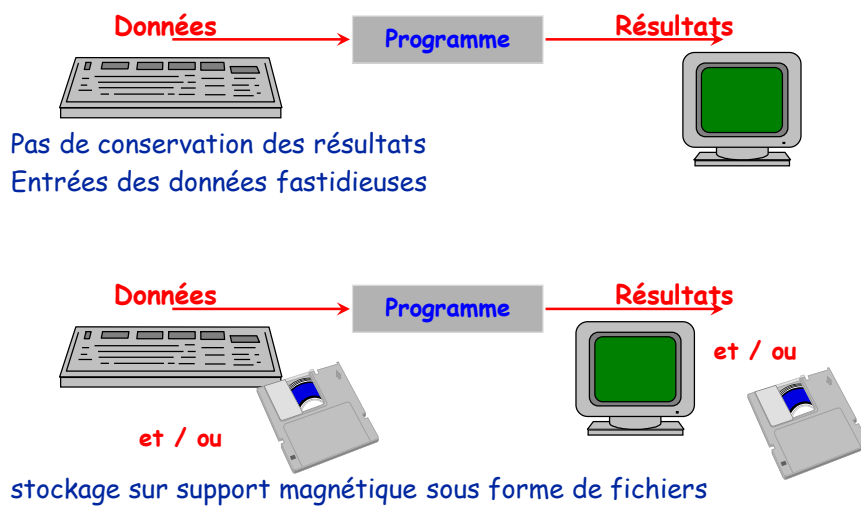 Données Programme Résultats
Pas de conservation des résultats
Entrées des données fastidieuses
Données Programme Résultats
et / ou
et / ou
stockage sur support magnétique sous forme de fichiers